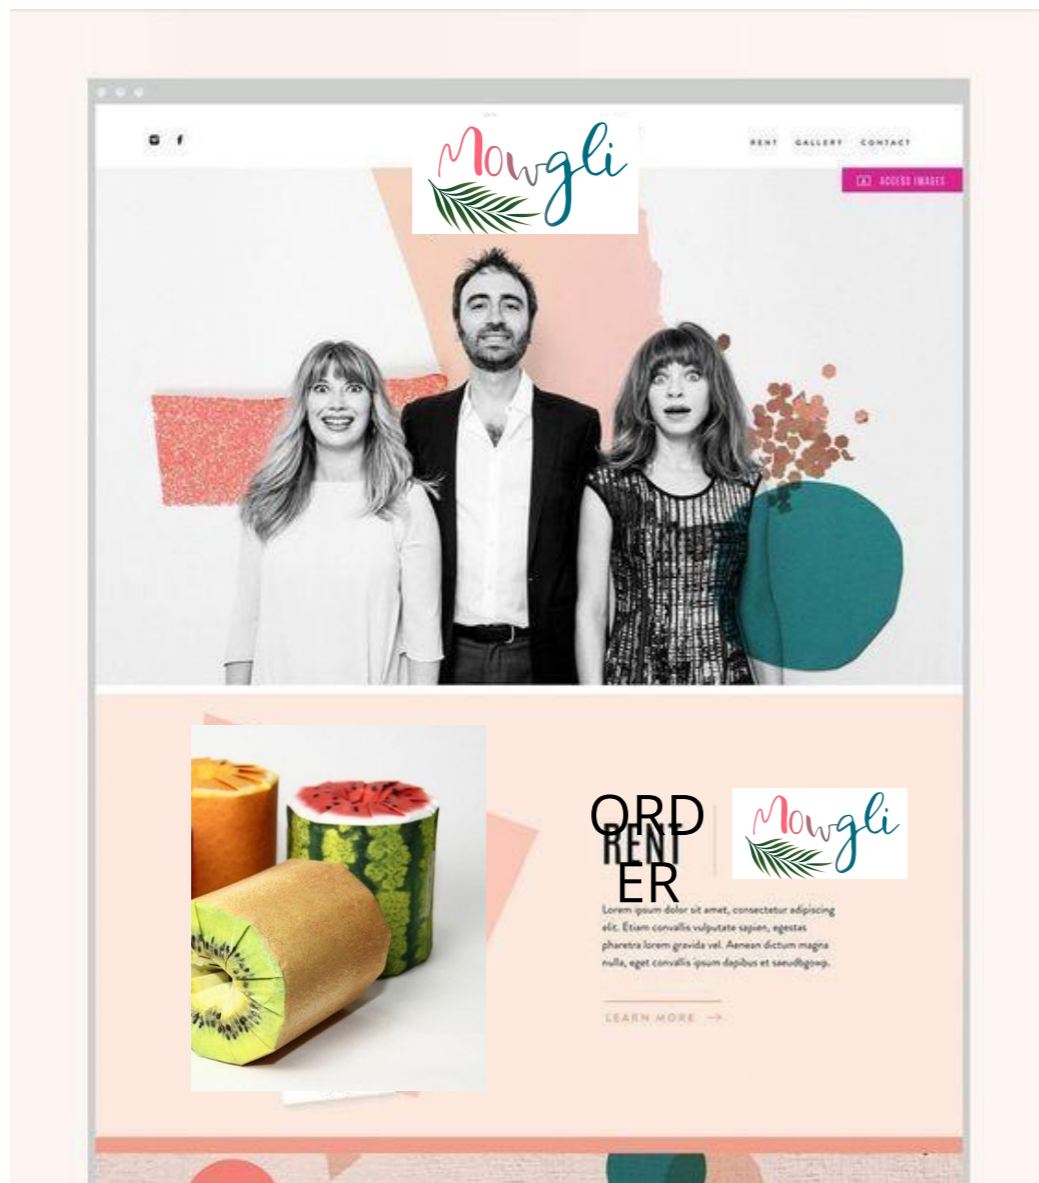 RENT GALLERY CONTACT
Mowgli
ACCESS IMAGES
ORD
RENT
ER
Mowgli
Lorem ipsum dolor sit amet, consectetur adipiscing
elit. Etiam convallis vulputate sapien, egestas
pharetra lorem gravida vel. Aenean dictum magna
nulla, eget convallis ipsum dapibus et
LEARN MORE →